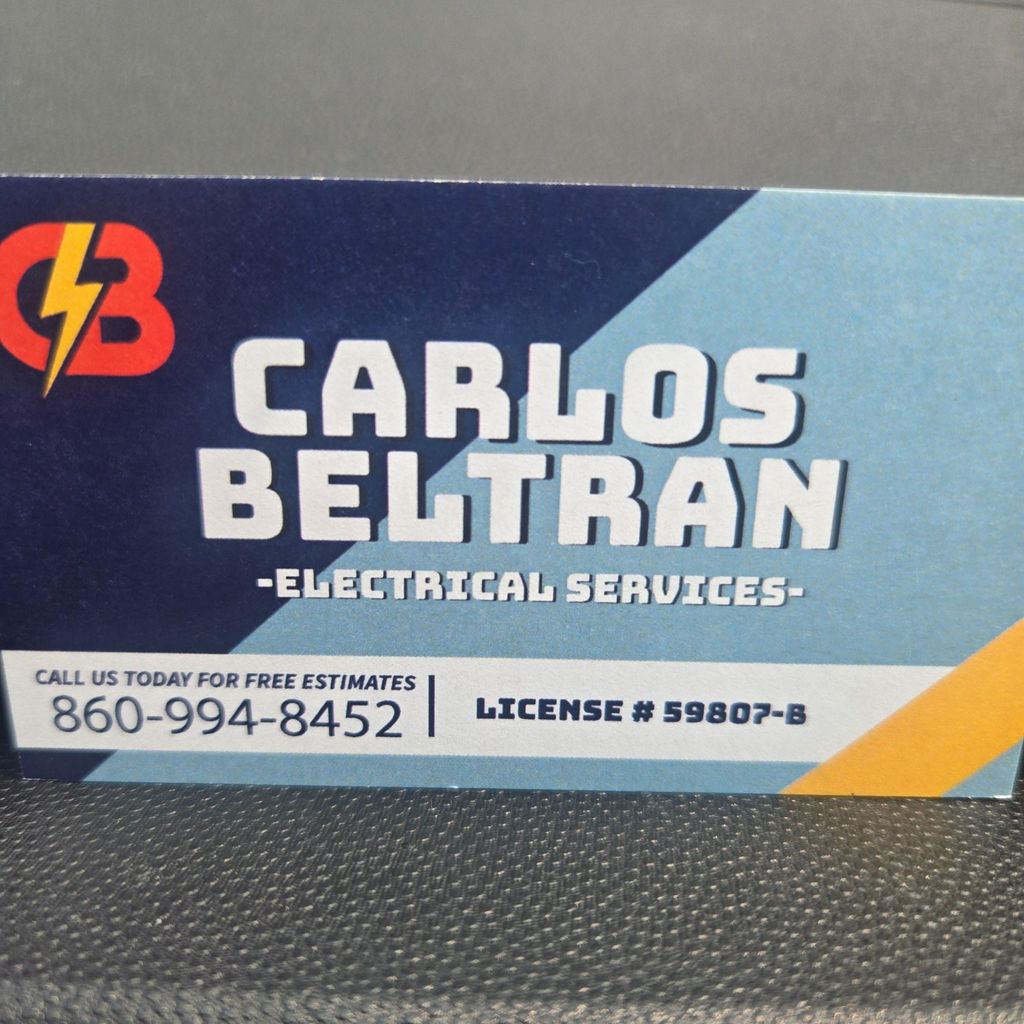 CB
CARLOS
BELTRAN
-ELECTRICAL SERVICES-
CALL US TODAY FOR FREE ESTIMATES
860-994-8452
LICENSE # 59807-B